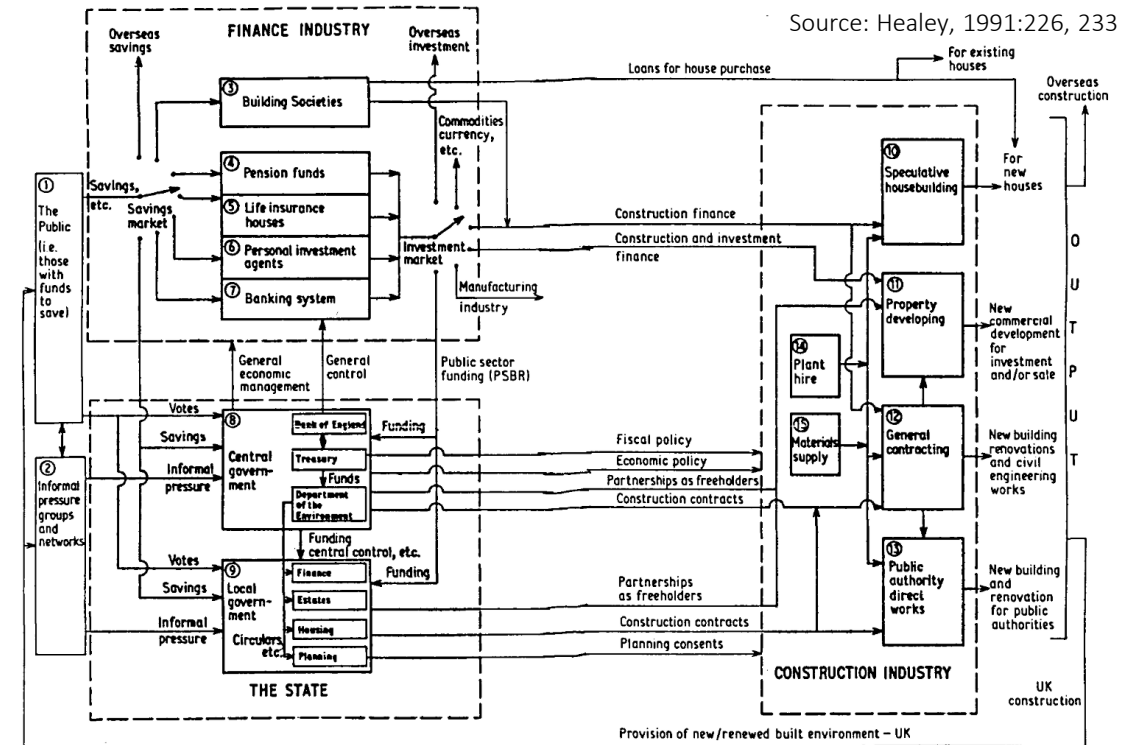 Source: Healey, 1991:226, 233
FINANCE INDUSTRY
Overseas
savings
Overseas
investment
Loans for house purchase
For existing
houses
Overseas
construction
③
Building Societies
Commodities
currency,
etc.
④
Pension funds
⑤
Life insurance
houses
⑥
Personal investment
agents
⑦
Banking system
①
The
Public
(i.e.
those
with
funds
to
save)
Savings,
etc.
Savings
market
Investment
market
Construction finance
Construction and investment
finance
Manufacturing
industry
⑩
Speculative
housebuilding
For
new
houses
⑪
Property
developing
New
commercial
development
for
investment
and/or sale
⑭
Plant
hire
⑮
Materials
supply
⑫
General
contracting
New building
renovations
and civil
engineering
works
⑬
Public
authority
direct
works
New building
and
renovation
for public
authorities
O
U
T
P
U
T
General
economic
management
General
control
Public sector
funding (PSBR)
Votes
Savings
Informal
pressure
⑧
Central
govern-
ment
Bank of England
Treasury
Funds
Department
of the
Environment
Funding
Fiscal policy
Economic policy
Partnerships as freeholders
Construction contracts
②
Informal
pressure
groups
and
networks
Funding
central control, etc.
Votes
Savings
Informal
pressure
⑨
Local
govern-
ment
Circulars,
etc.
Finance
Estates
Housing
Planning
Funding
Partnerships
as freeholders
Construction contracts
Planning consents
THE STATE
CONSTRUCTION INDUSTRY
UK
construction
Provision of new/renewed built environment – UK